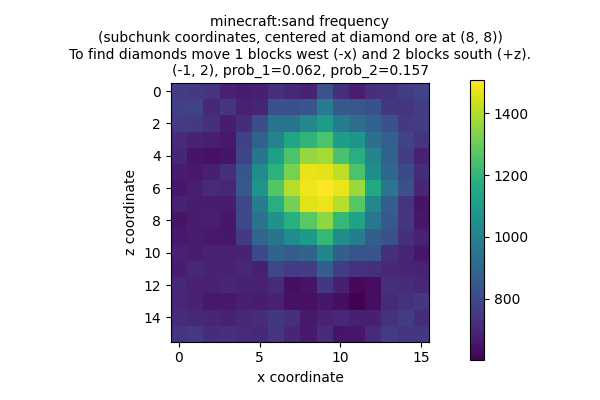 minecraft:sand frequency
(subchunk coordinates, centered at diamond ore at (8, 8))
To find diamonds move 1 blocks west (-x) and 2 blocks south (+z).
(-1, 2), prob_1=0.062, prob_2=0.157
0
2
4
6
8
10
12
14
z coordinate
0
5
10
15
x coordinate
1400
1200
1000
800